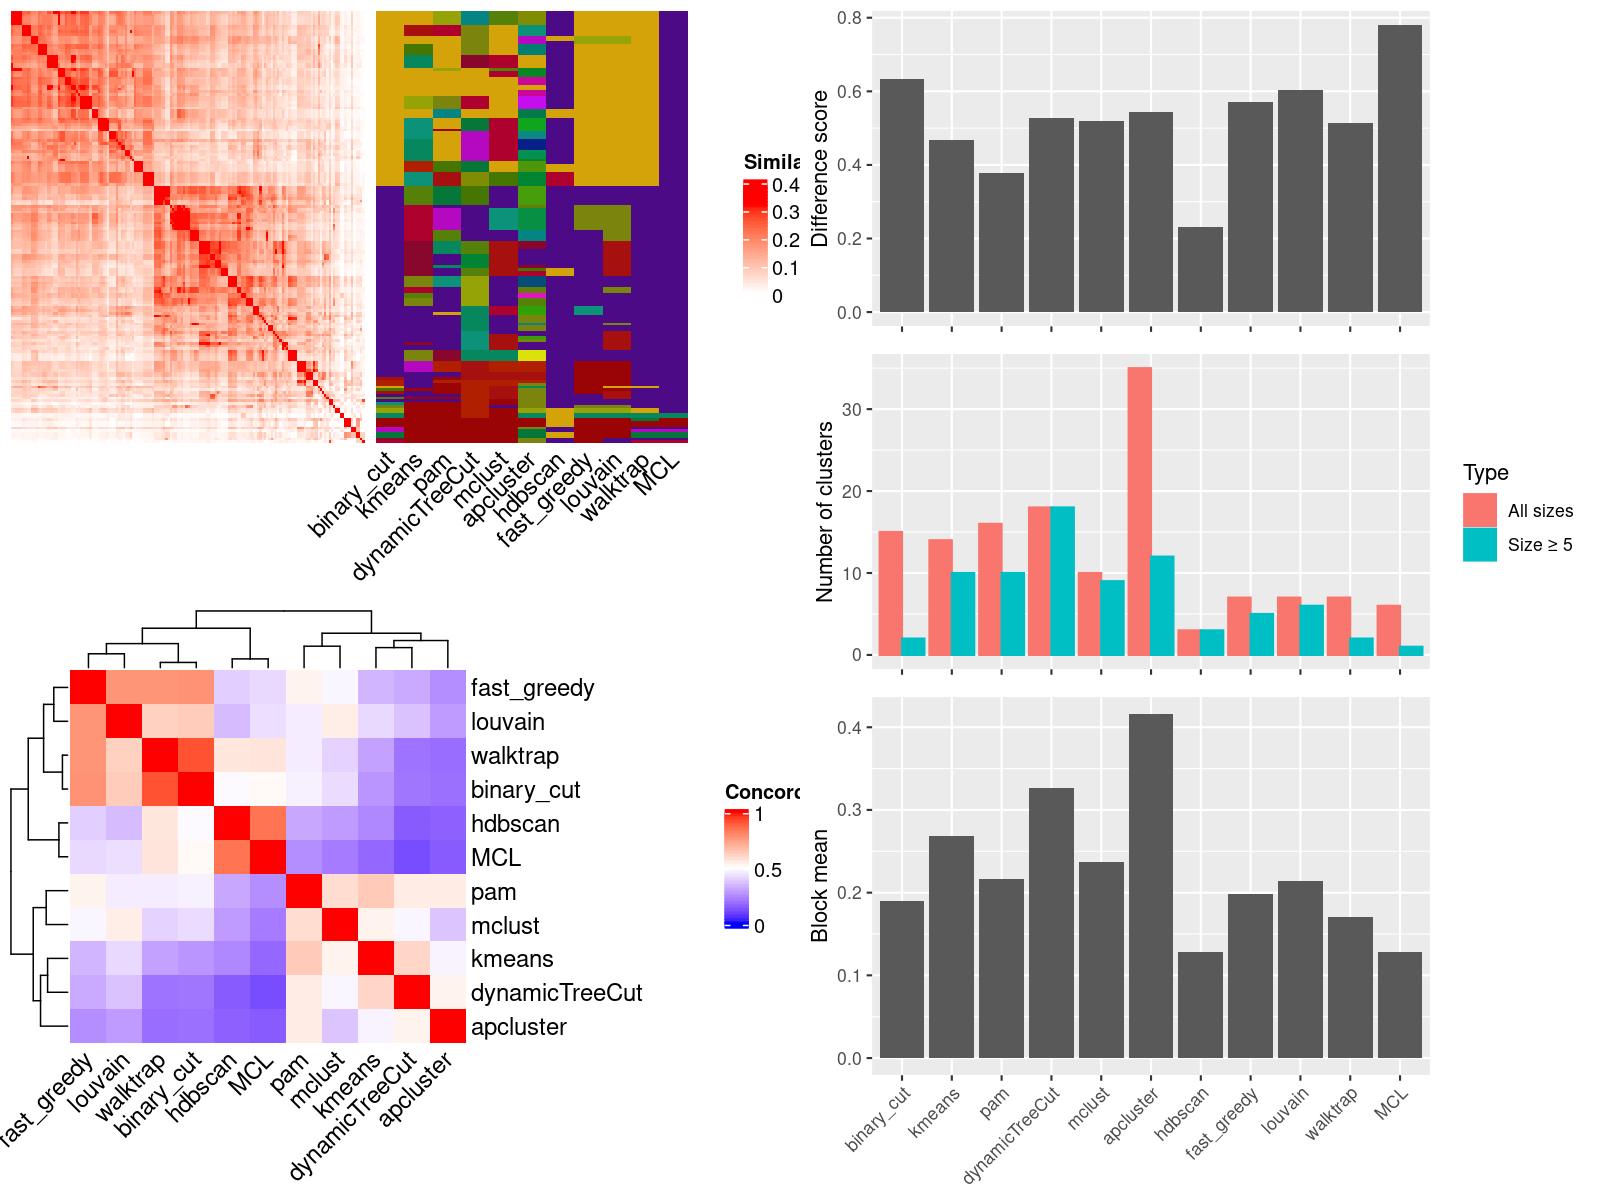 Simila
0.4
0.3
0.2
0.1
0
binary_cut
kmeans
pam
dynamicTreeCut
mclust
apcluster
hdbscan
fast_greedy
louvain
walktrap
MCL
fast_greedy
louvain
walktrap
binary_cut
hdbscan
MCL
pam
mclust
kmeans
dynamicTreeCut
apcluster
fast_greedy
louvain
walktrap
binary_cut
hdbscan
MCL
pam
mclust
kmeans
dynamicTreeCut
apcluster
Concord
1
0.5
0
Difference score
0.8
0.6
0.4
0.2
0.0
Number of clusters
30
20
10
0
Type
All sizes
Size ≥ 5
Block mean
0.4
0.3
0.2
0.1
0.0
binary_cut
kmeans
pam
dynamicTreeCut
mclust
apcluster
hdbscan
fast_greedy
louvain
walktrap
MCL